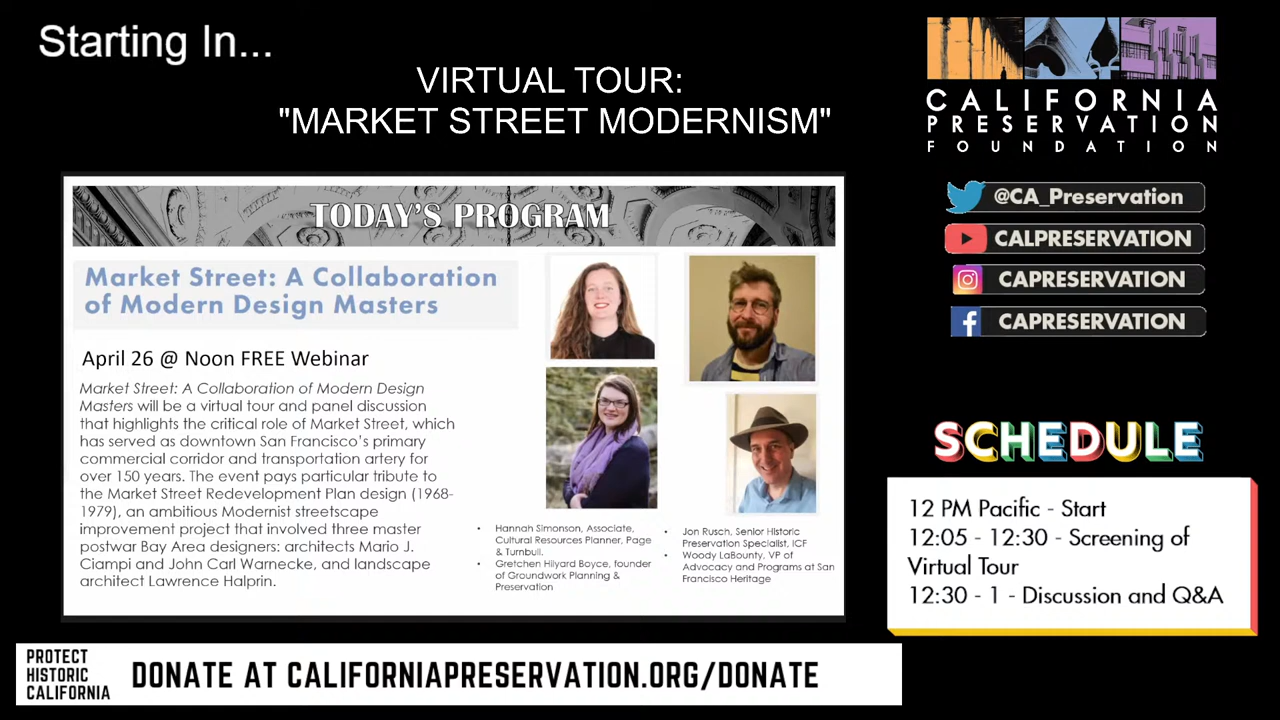 Starting In...
VIRTUAL TOUR:
"MARKET STREET MODERNISM"
TODAY'S PROGRAM
Market Street: A Collaboration
of Modern Design Masters
April 26 @ Noon FREE Webinar
Market Street: A Collaboration of Modern Design
Masters will be a virtual tour and panel discussion
that highlights the critical role of Market Street, which
has served as downtown San Francisco's primary
commercial corridor and transportation artery for
over 150 years. The event pays particular tribute to
the Market Street Redevelopment Plan design (1968-
1979), an ambitious Modernist streetscape
improvement project that involved three master
postwar Bay Area designers: architects Mario J.
Ciampi and John Carl Warnecke, and landscape
architect Lawrence Halprin.
• Hannah Simonson, Associate,
Cultural Resources Planner, Page
& Turnbull.
• Gretchen Hilyard Boyce, founder
of Groundwork Planning &
Preservation
• Jon Rusch, Senior Historic
Preservation Specialist, ICF
• Woody LaBounty, VP of
Advocacy and Programs at San
Francisco Heritage
CALIFORNIA
PRESERVATION
FOUNDATION
@CA_Preservation
CALPRESERVATION
CAPRESERVATION
CAPRESERVATION
SCHEDULE
12 PM Pacific - Start
12:05 - 12:30 - Screening of
Virtual Tour
12:30 - 1 - Discussion and Q&A
PROTECT
HISTORIC
CALIFORNIA
DONATE AT CALIFORNIAPRESERVATION.ORG/DONATE